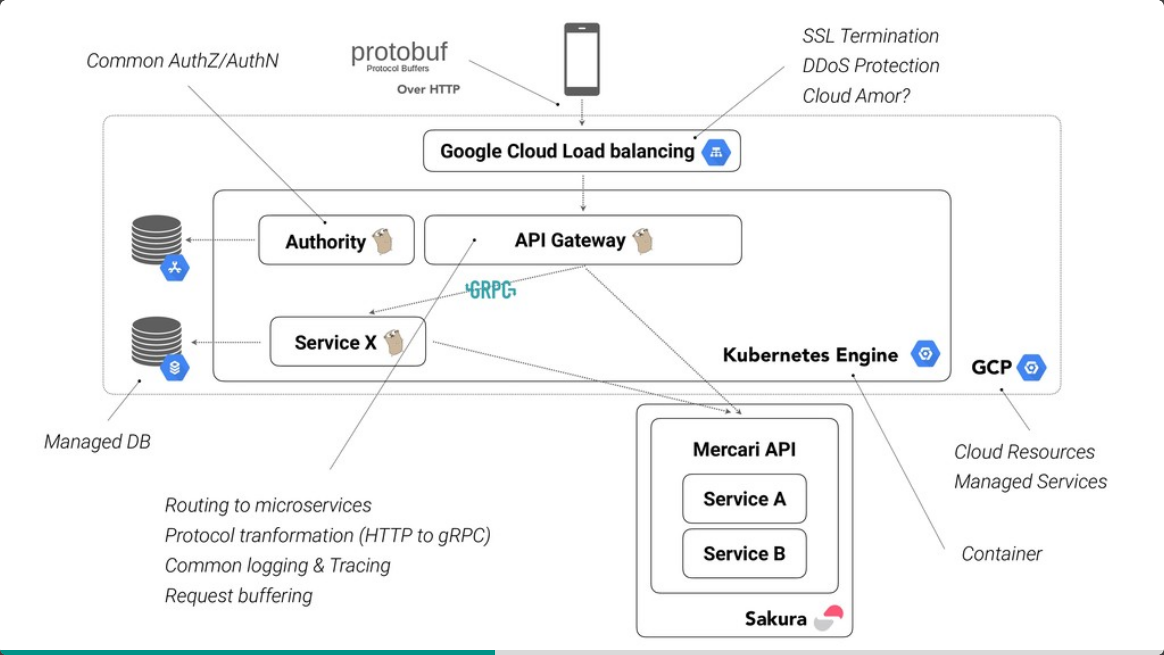 Common AuthZ/AuthN
protobuf
Protocol Buffers
Over HTTP
SSL Termination
DDoS Protection
Cloud Amor?
Google Cloud Load balancing
Authority
API Gateway
GRPC
Service X
Kubernetes Engine
GCP
Managed DB
Mercari API
Service A
Service B
Sakura
Cloud Resources
Managed Services
Container
Routing to microservices
Protocol tranformation (HTTP to gRPC)
Common logging & Tracing
Request buffering